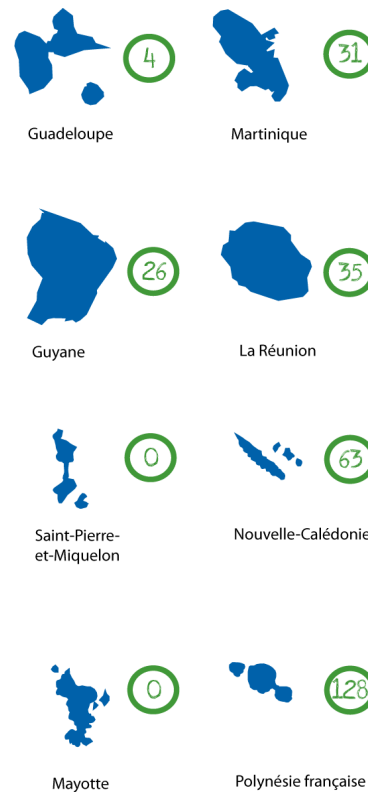 4
Guadeloupe
31
Martinique
26
Guyane
35
La Réunion
0
Saint-Pierre-
et-Miquelon
63
Nouvelle-Calédonie
0
Mayotte
128
Polynésie française